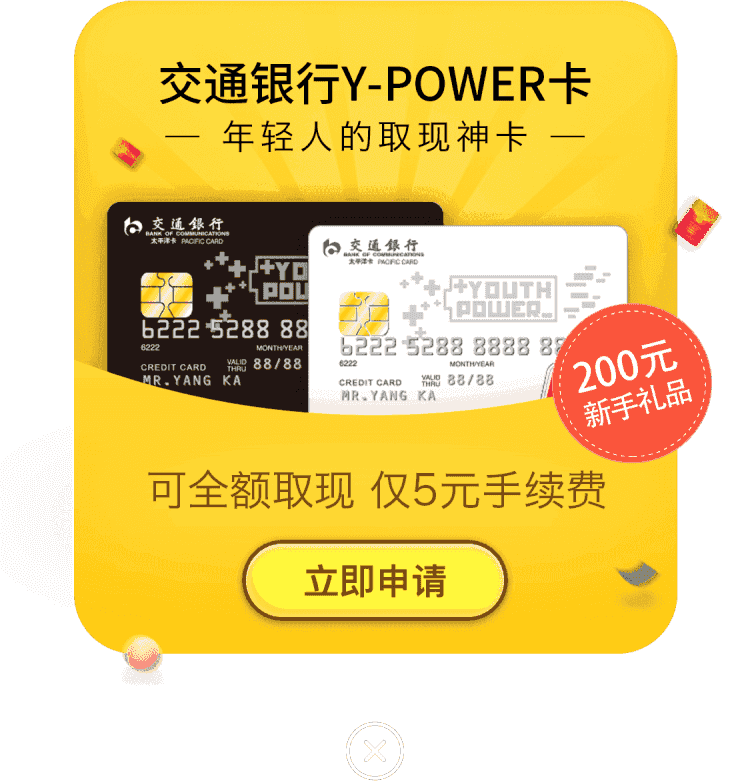 交通银行Y-POWER卡
年轻人的取现神卡
交通銀行
BANK OF COMMUNICATIONS
太平洋卡 PACIFIC CARD
+YO
POU
6222 5288 88
6222
MONTH/YEAR
CREDIT CARD
VALID THRU 88/88
MR.YANG KA
交通銀行
BANK OF COMMUNICATIONS
太平洋卡 PACIFIC CARD
+YOUTH
POWER_
6222 5288 8888 88
6222
MONTH/YEAR
CREDIT CARD
VALID THRU 88/88
MR.YANG KA
200元
新手礼品
可全额取现 仅5元手续费
立即申请